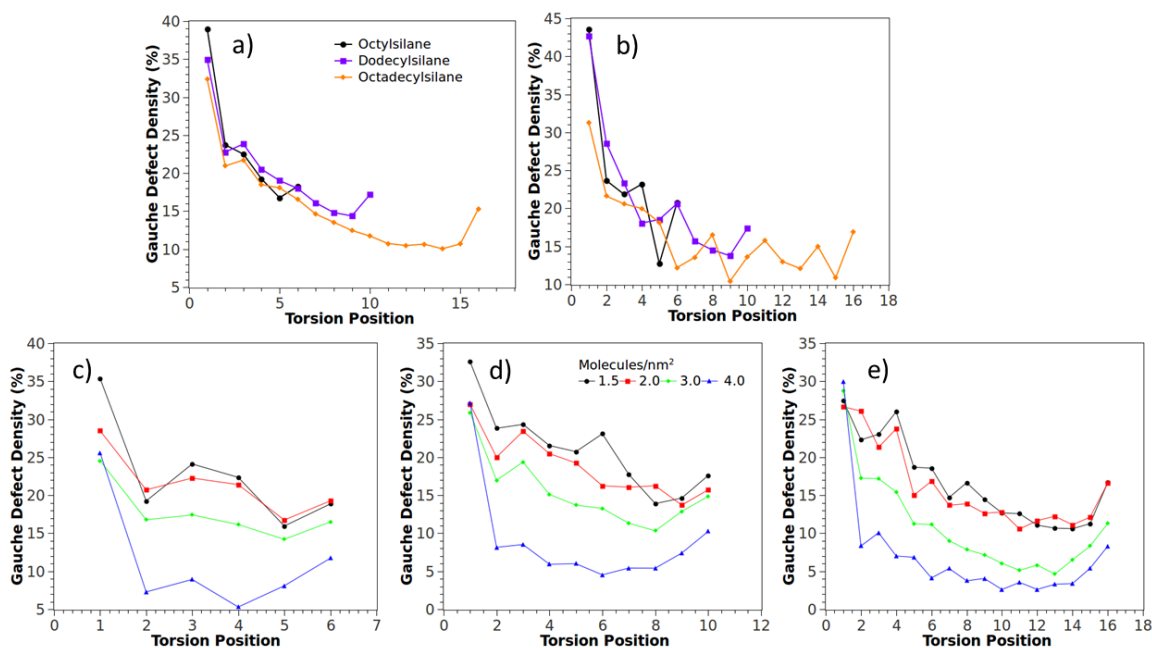 a)
Octylsilane
Dodecylsilane
Octadecylsilane
40
35
30
25
20
15
10
5
0 5 10 15
Gauche Defect Density (%)
Torsion Position
b)
45
40
35
30
25
20
15
10
0 2 4 6 8 10 12 14 16 18
Gauche Defect Density (%)
Torsion Position
c)
40
35
30
25
20
15
10
5
0 1 2 3 4 5 6 7
Gauche Defect Density (%)
Torsion Position
d)
Molecules/nm²
1.5 2.0 3.0 4.0
35
30
25
20
15
10
5
0
0 2 4 6 8 10 12
Gauche Defect Density (%)
Torsion Position
e)
35
30
25
20
15
10
5
0
0 2 4 6 8 10 12 14 16 18
Gauche Defect Density (%)
Torsion Position